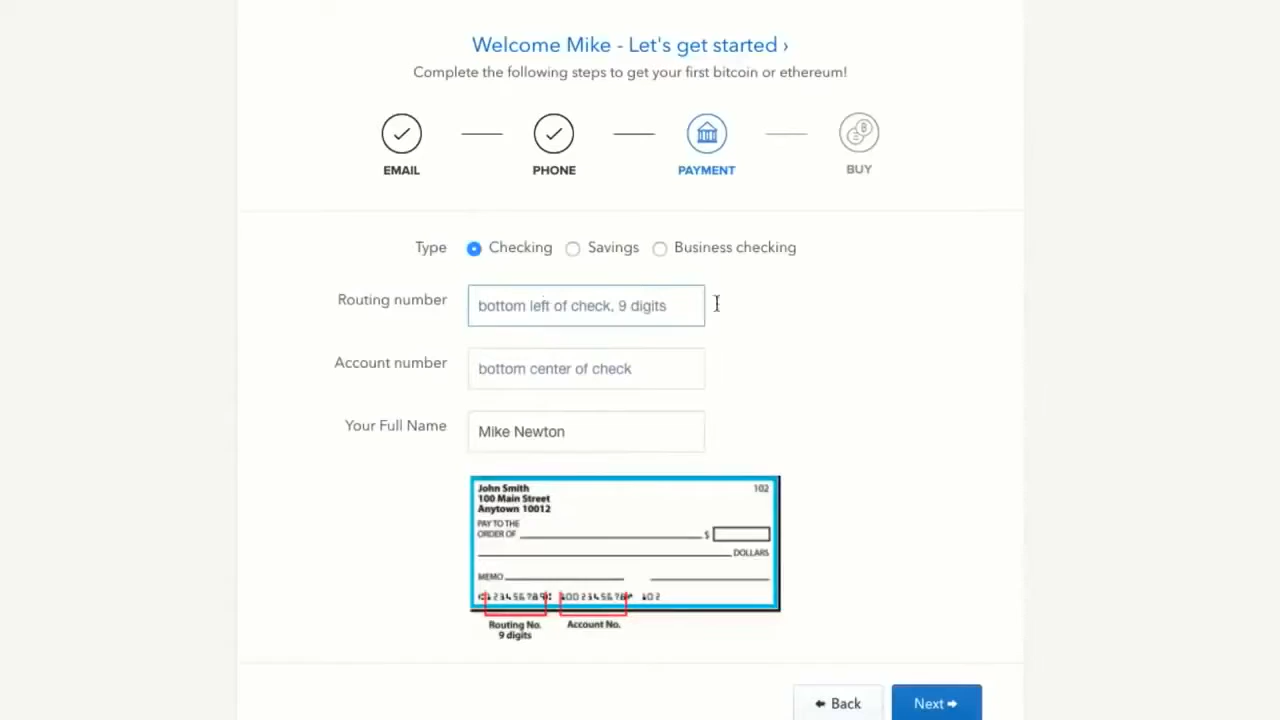 Welcome Mike - Let's get started ›
Complete the following steps to get your first bitcoin or ethereum!
EMAIL
PHONE
PAYMENT
BUY
Type
Checking
Savings
Business checking
Routing number
bottom left of check, 9 digits
Account number
bottom center of check
Your Full Name
Mike Newton
John Smith
102
100 Main Street
Anytown 10012
PAY TO THE
ORDER OF
$
DOLLARS
MEMO
Routing No.
9 digits
Account No.
Back
Next